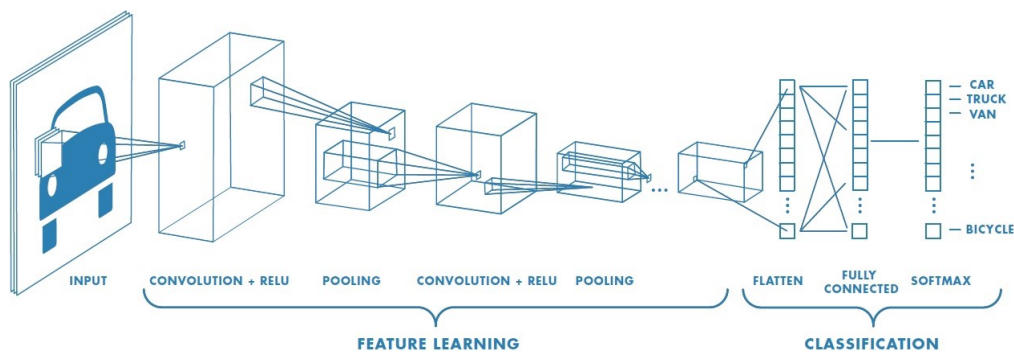 CAR
TRUCK
VAN
BICYCLE
INPUT
CONVOLUTION + RELU
POOLING
CONVOLUTION + RELU
POOLING
FLATTEN
FULLY
CONNECTED
SOFTMAX
FEATURE LEARNING
CLASSIFICATION